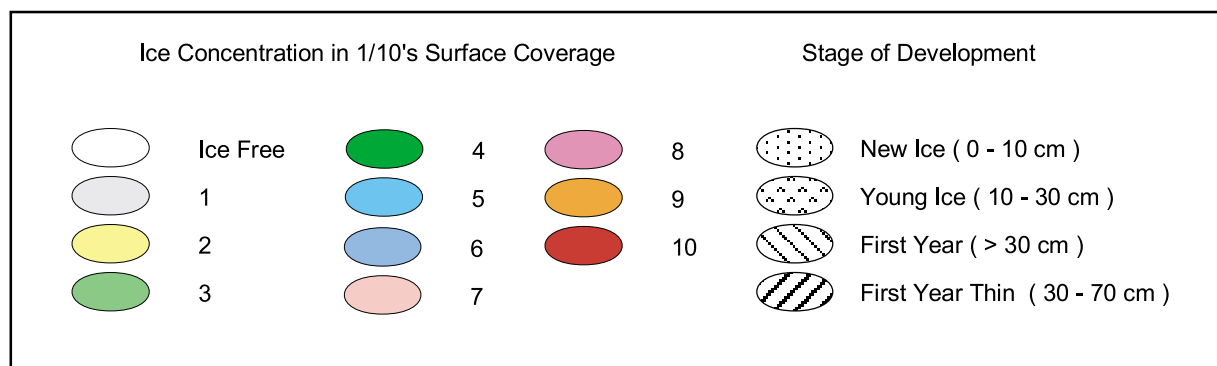 Ice Concentration in 1/10's Surface Coverage
Ice Free
1
2
3
4
5
6
7
8
9
10
Stage of Development
New Ice ( 0 - 10 cm )
Young Ice ( 10 - 30 cm )
First Year ( > 30 cm )
First Year Thin ( 30 - 70 cm )